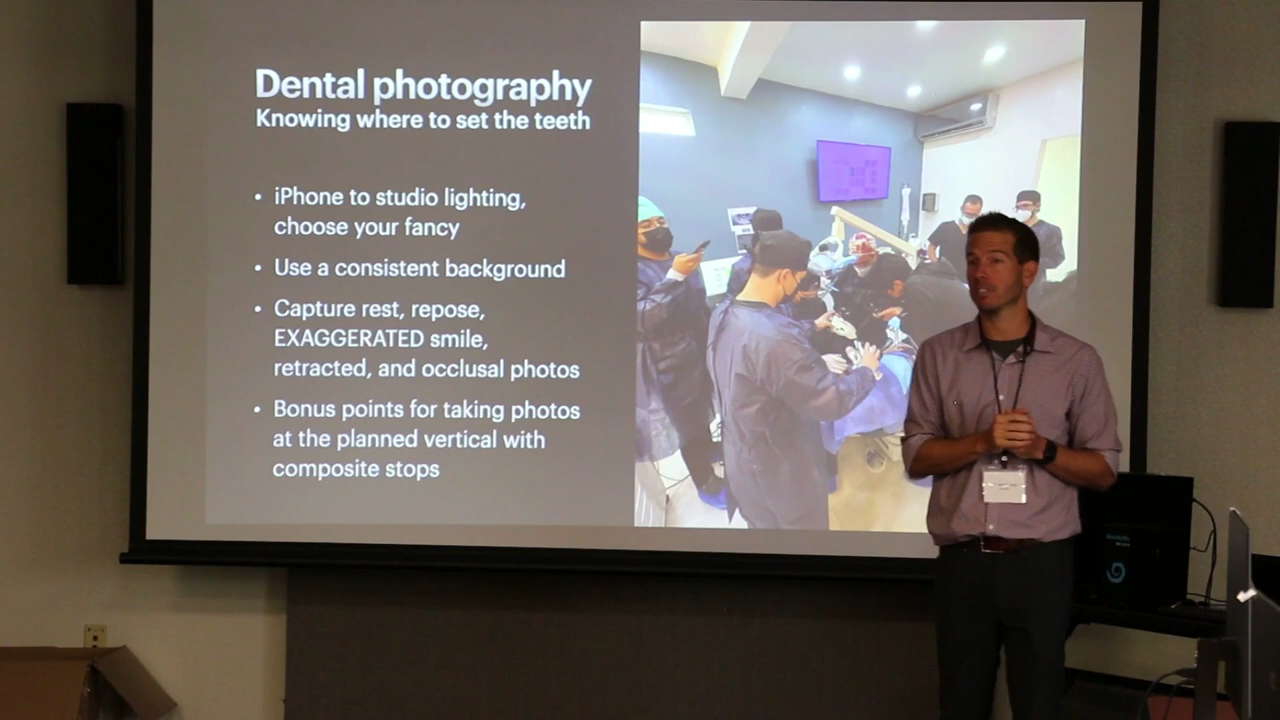 Dental photography
Knowing where to set the teeth
• iPhone to studio lighting,
choose your fancy
• Use a consistent background
• Capture rest, repose,
EXAGGERATED smile,
retracted, and occlusal photos
• Bonus points for taking photos
at the planned vertical with
composite stops